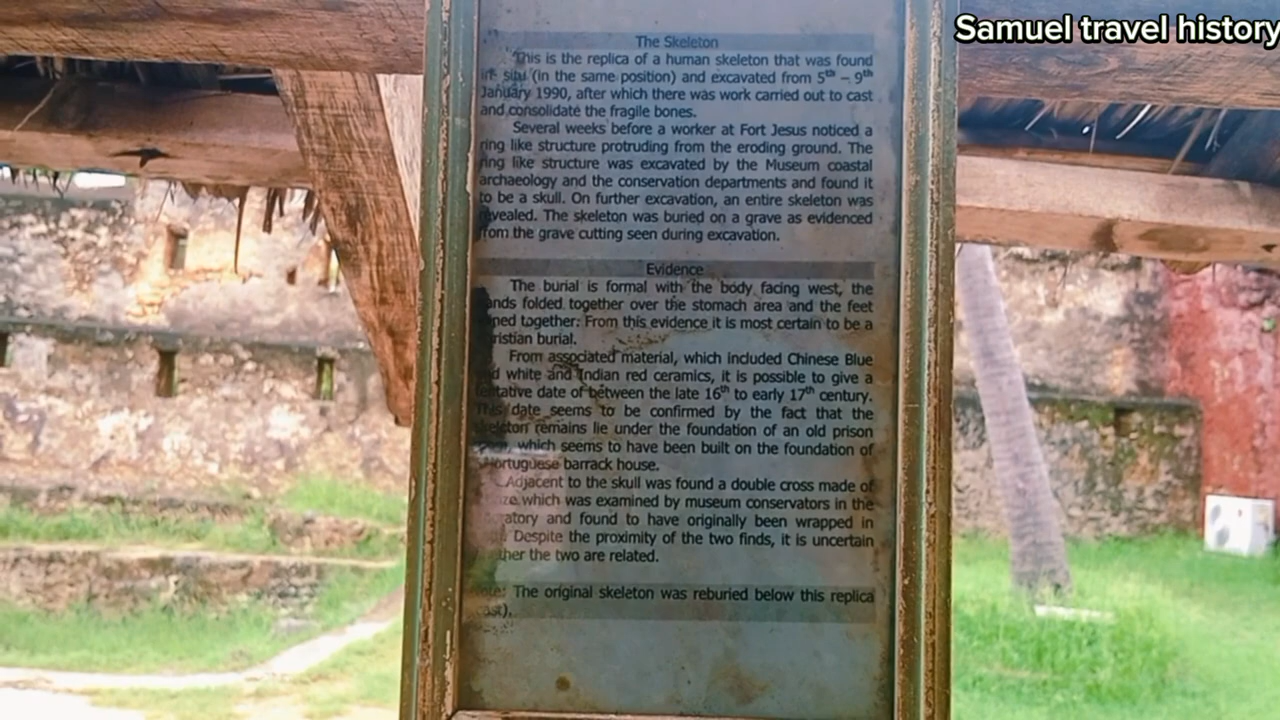 Samuel travel history
The Skeleton
This is the replica of a human skeleton that was found
in- situ (in the same position) and excavated from 5th – 9th
January 1990, after which there was work carried out to cast
and consolidate the fragile bones.
Several weeks before a worker at Fort Jesus noticed a
ring like structure protruding from the eroding ground. The
ring like structure was excavated by the Museum coastal
archaeology and the conservation departments and found it
to be a skull. On further excavation, an entire skeleton was
revealed. The skeleton was buried on a grave as evidenced
from the grave cutting seen during excavation.
Evidence
The burial is formal with the body facing west, the
hands folded together over the stomach area and the feet
together: From this evidence it is most certain to be a
burial.
From associated material, which included Chinese Blue
and white and Indian red ceramics, it is possible to give a
tentative date of between the late 16th to early 17th century.
This date seems to be confirmed by the fact that the
skeleton remains lie under the foundation of an old prison
which seems to have been built on the foundation of
Portuguese barrack house.
Adjacent to the skull was found a double cross made of
which was examined by museum conservators in the
and found to have originally been wrapped in
Despite the proximity of the two finds, it is uncertain
the two are related.
Note: The original skeleton was reburied below this replica
cast).